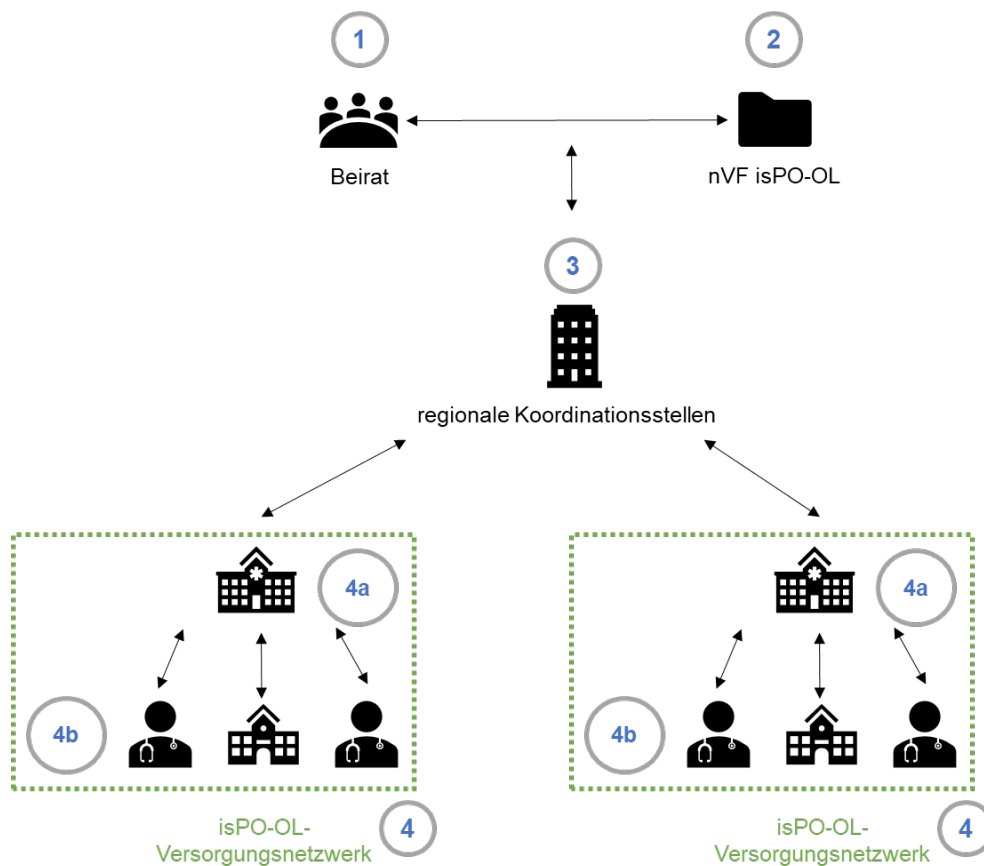 1
2
Beirat
nVF isPO-OL
3
regionale Koordinationsstellen
4a
4b
isPO-OL-
Versorgungsnetzwerk
4
4a
4b
isPO-OL-
Versorgungsnetzwerk
4